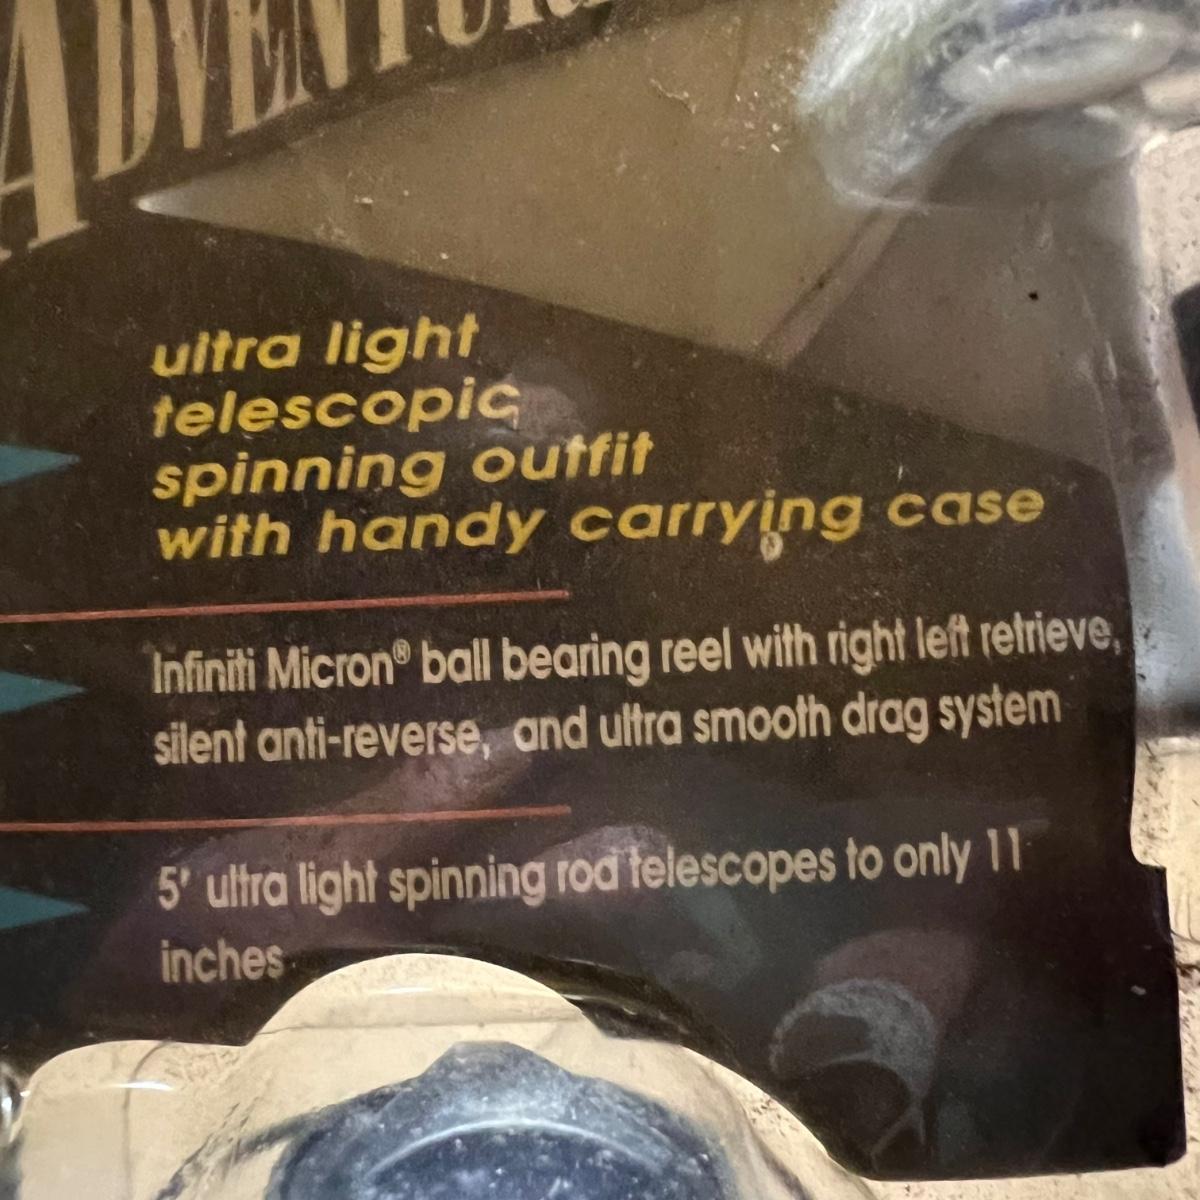 ADVENTUR
ultra light
telescopic
spinning outfit
with handy carrying case
Infiniti Micron® ball bearing reel with right left retrieve,
silent anti-reverse, and ultra smooth drag system
5' ultra light spinning rod telescopes to only 11
inches